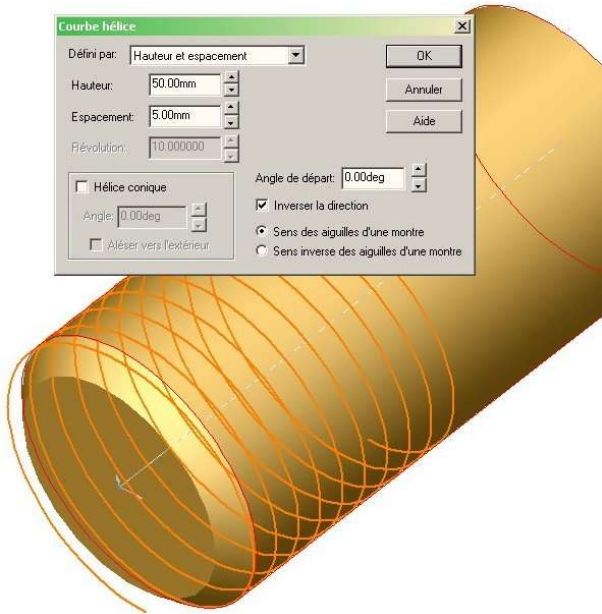 Courbe hélice
Défini par: Hauteur et espacement
OK
Hauteur: 50.00mm
Annuler
Espacement: 5.00mm
Aide
Révolution: 10.000000
Hélice conique
Angle de départ: 0.00deg
Angle: 0.00deg
Inverser la direction
Aléser vers l'extérieur
Sens des aiguilles d'une montre
Sens inverse des aiguilles d'une montre